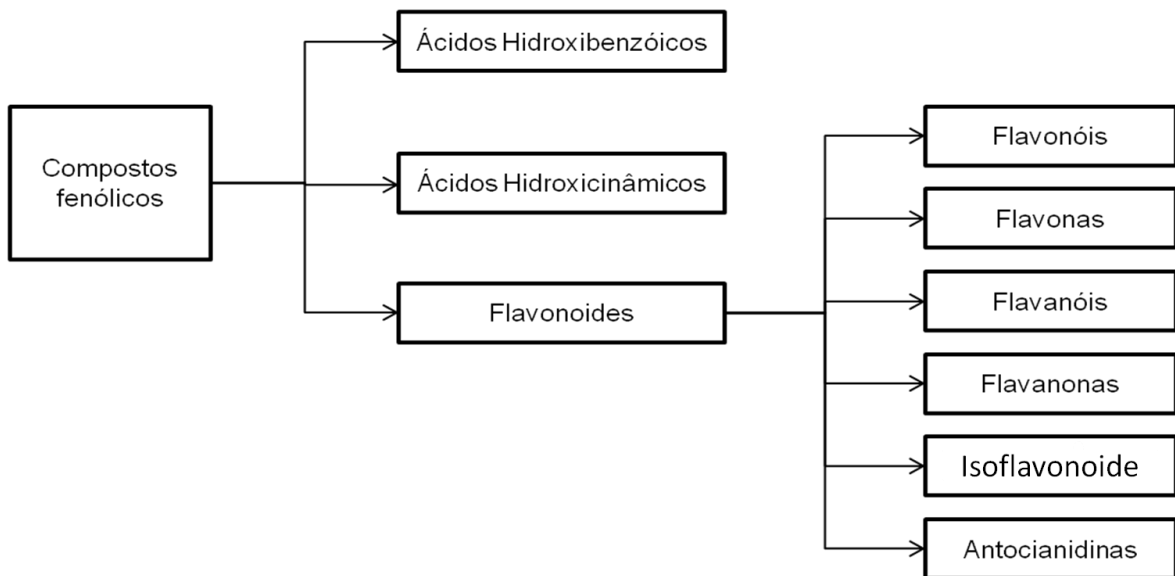 Compostos
fenólicos
Ácidos Hidroxibenzóicos
Ácidos Hidroxicinâmicos
Flavonoides
Flavonóis
Flavonas
Flavanóis
Flavanonas
Isoflavonoide
Antocianidinas